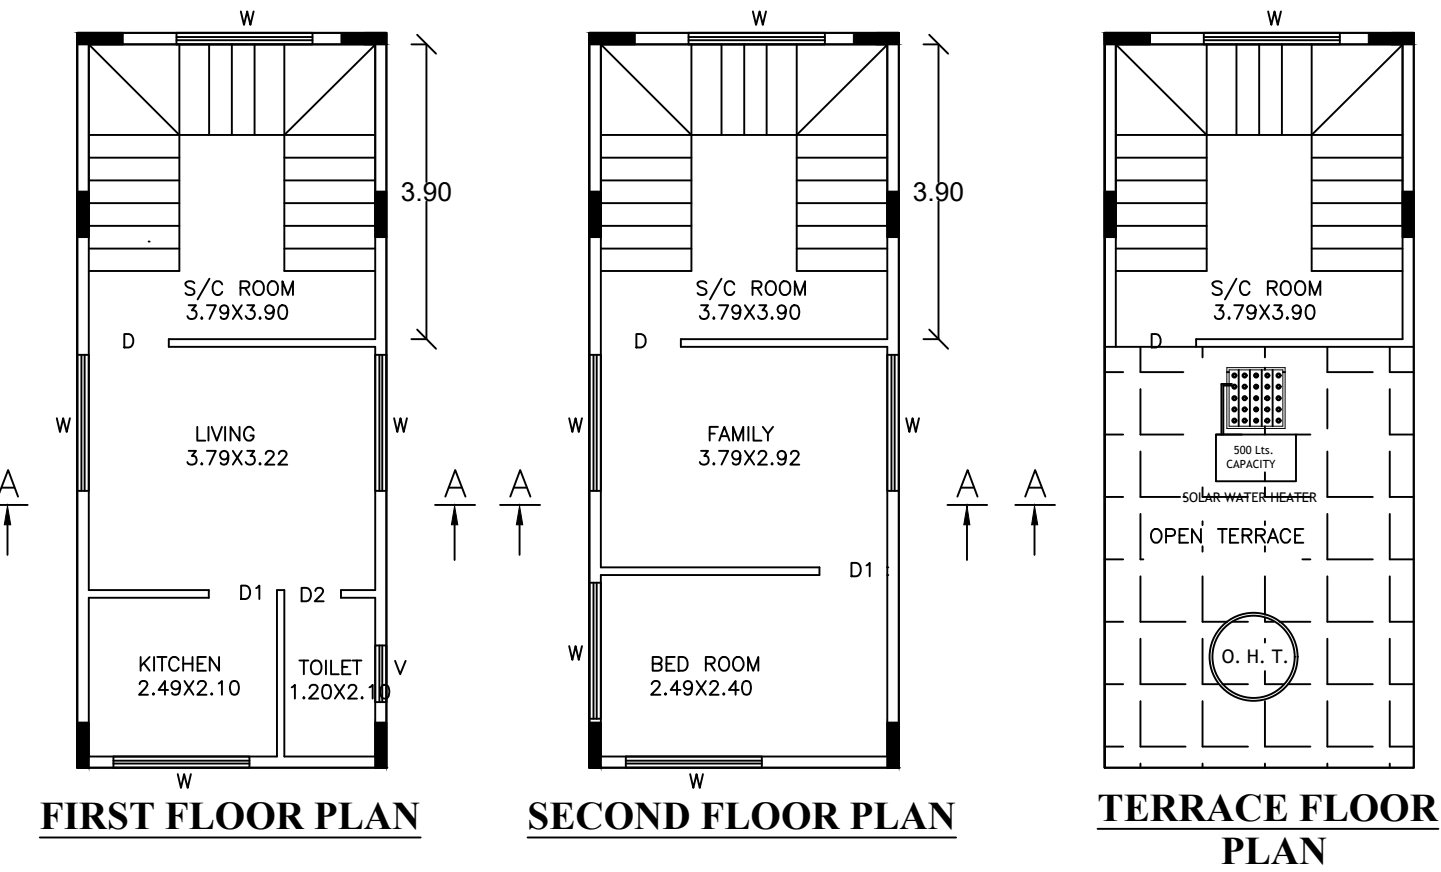 W
3.90
S/C ROOM
3.79X3.90
D
W
W
LIVING
3.79X3.22
A
A
D1
D2
KITCHEN
2.49X2.10
TOILET
1.20X2.10
V
W
FIRST FLOOR PLAN
W
3.90
S/C ROOM
3.79X3.90
D
W
W
FAMILY
3.79X2.92
A
A
D1
W
BED ROOM
2.49X2.40
W
SECOND FLOOR PLAN
W
S/C ROOM
3.79X3.90
D
500 Lts.
CAPACITY
A
SOLAR WATER HEATER
OPEN TERRACE
O. H. T.
TERRACE FLOOR
PLAN